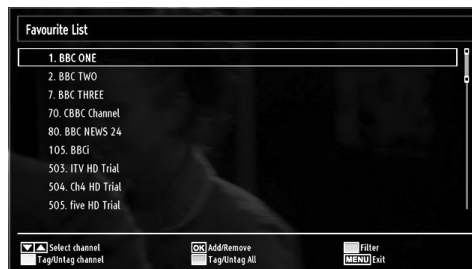 Favourite List
1. BBC ONE
2. BBC TWO
7. BBC THREE
70. CBBC Channel
80. BBC NEWS 24
105. BBCi
503. ITV HD Trial
504. Ch4 HD Trial
505. five HD Trial
Select channel OK Add/Remove Filter
Tag/Untag channel Tag/Untag All MENU Exit